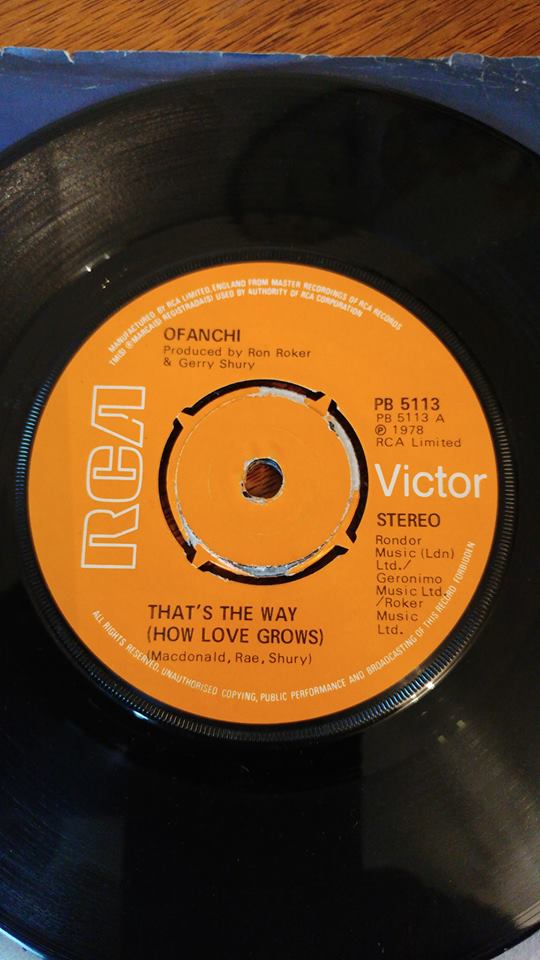 MANUFACTURED BY RCA LIMITED, ENGLAND FROM MASTER RECORDINGS OF RCA RECORDS
TM(S) ® MARCA(S) REGISTRADA(S) USED BY AUTHORITY OF RCA CORPORATION
OFANCHI
Produced by Ron Roker
& Gerry Shury
RCA
PB 5113
PB 5113 A
℗ 1978
RCA Limited
Victor
STEREO
Rondor
Music (Ldn)
Ltd./
Geronimo
Music Ltd.
/Roker
Music
Ltd.
THAT'S THE WAY
(HOW LOVE GROWS)
(Macdonald, Rae, Shury)
ALL RIGHTS RESERVED, UNAUTHORISED COPYING, PUBLIC PERFORMANCE AND BROADCASTING OF THIS RECORD FORBIDDEN